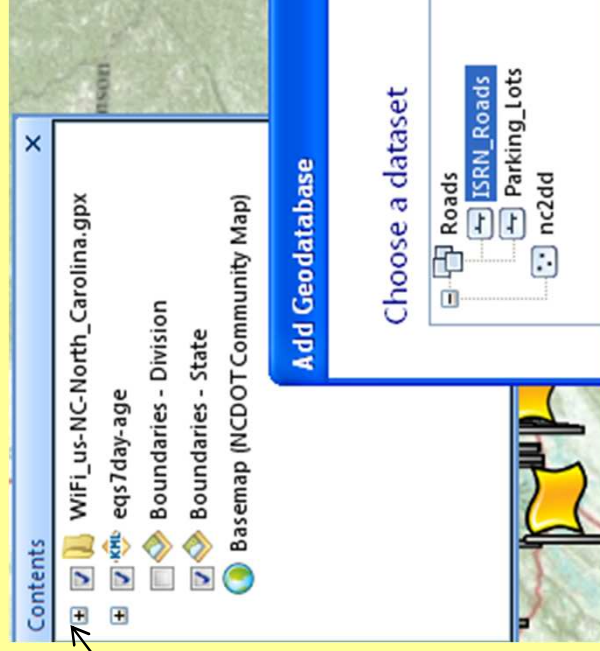 Contents
WiFi_us-NC-North_Carolina.gpx
KML
eqs7day-age
Boundaries - Division
Boundaries - State
Basemap (NCDOT Community Map)
Add Geodatabase
Choose a dataset
Roads
ISRN_Roads
Parking_Lots
nc2dd